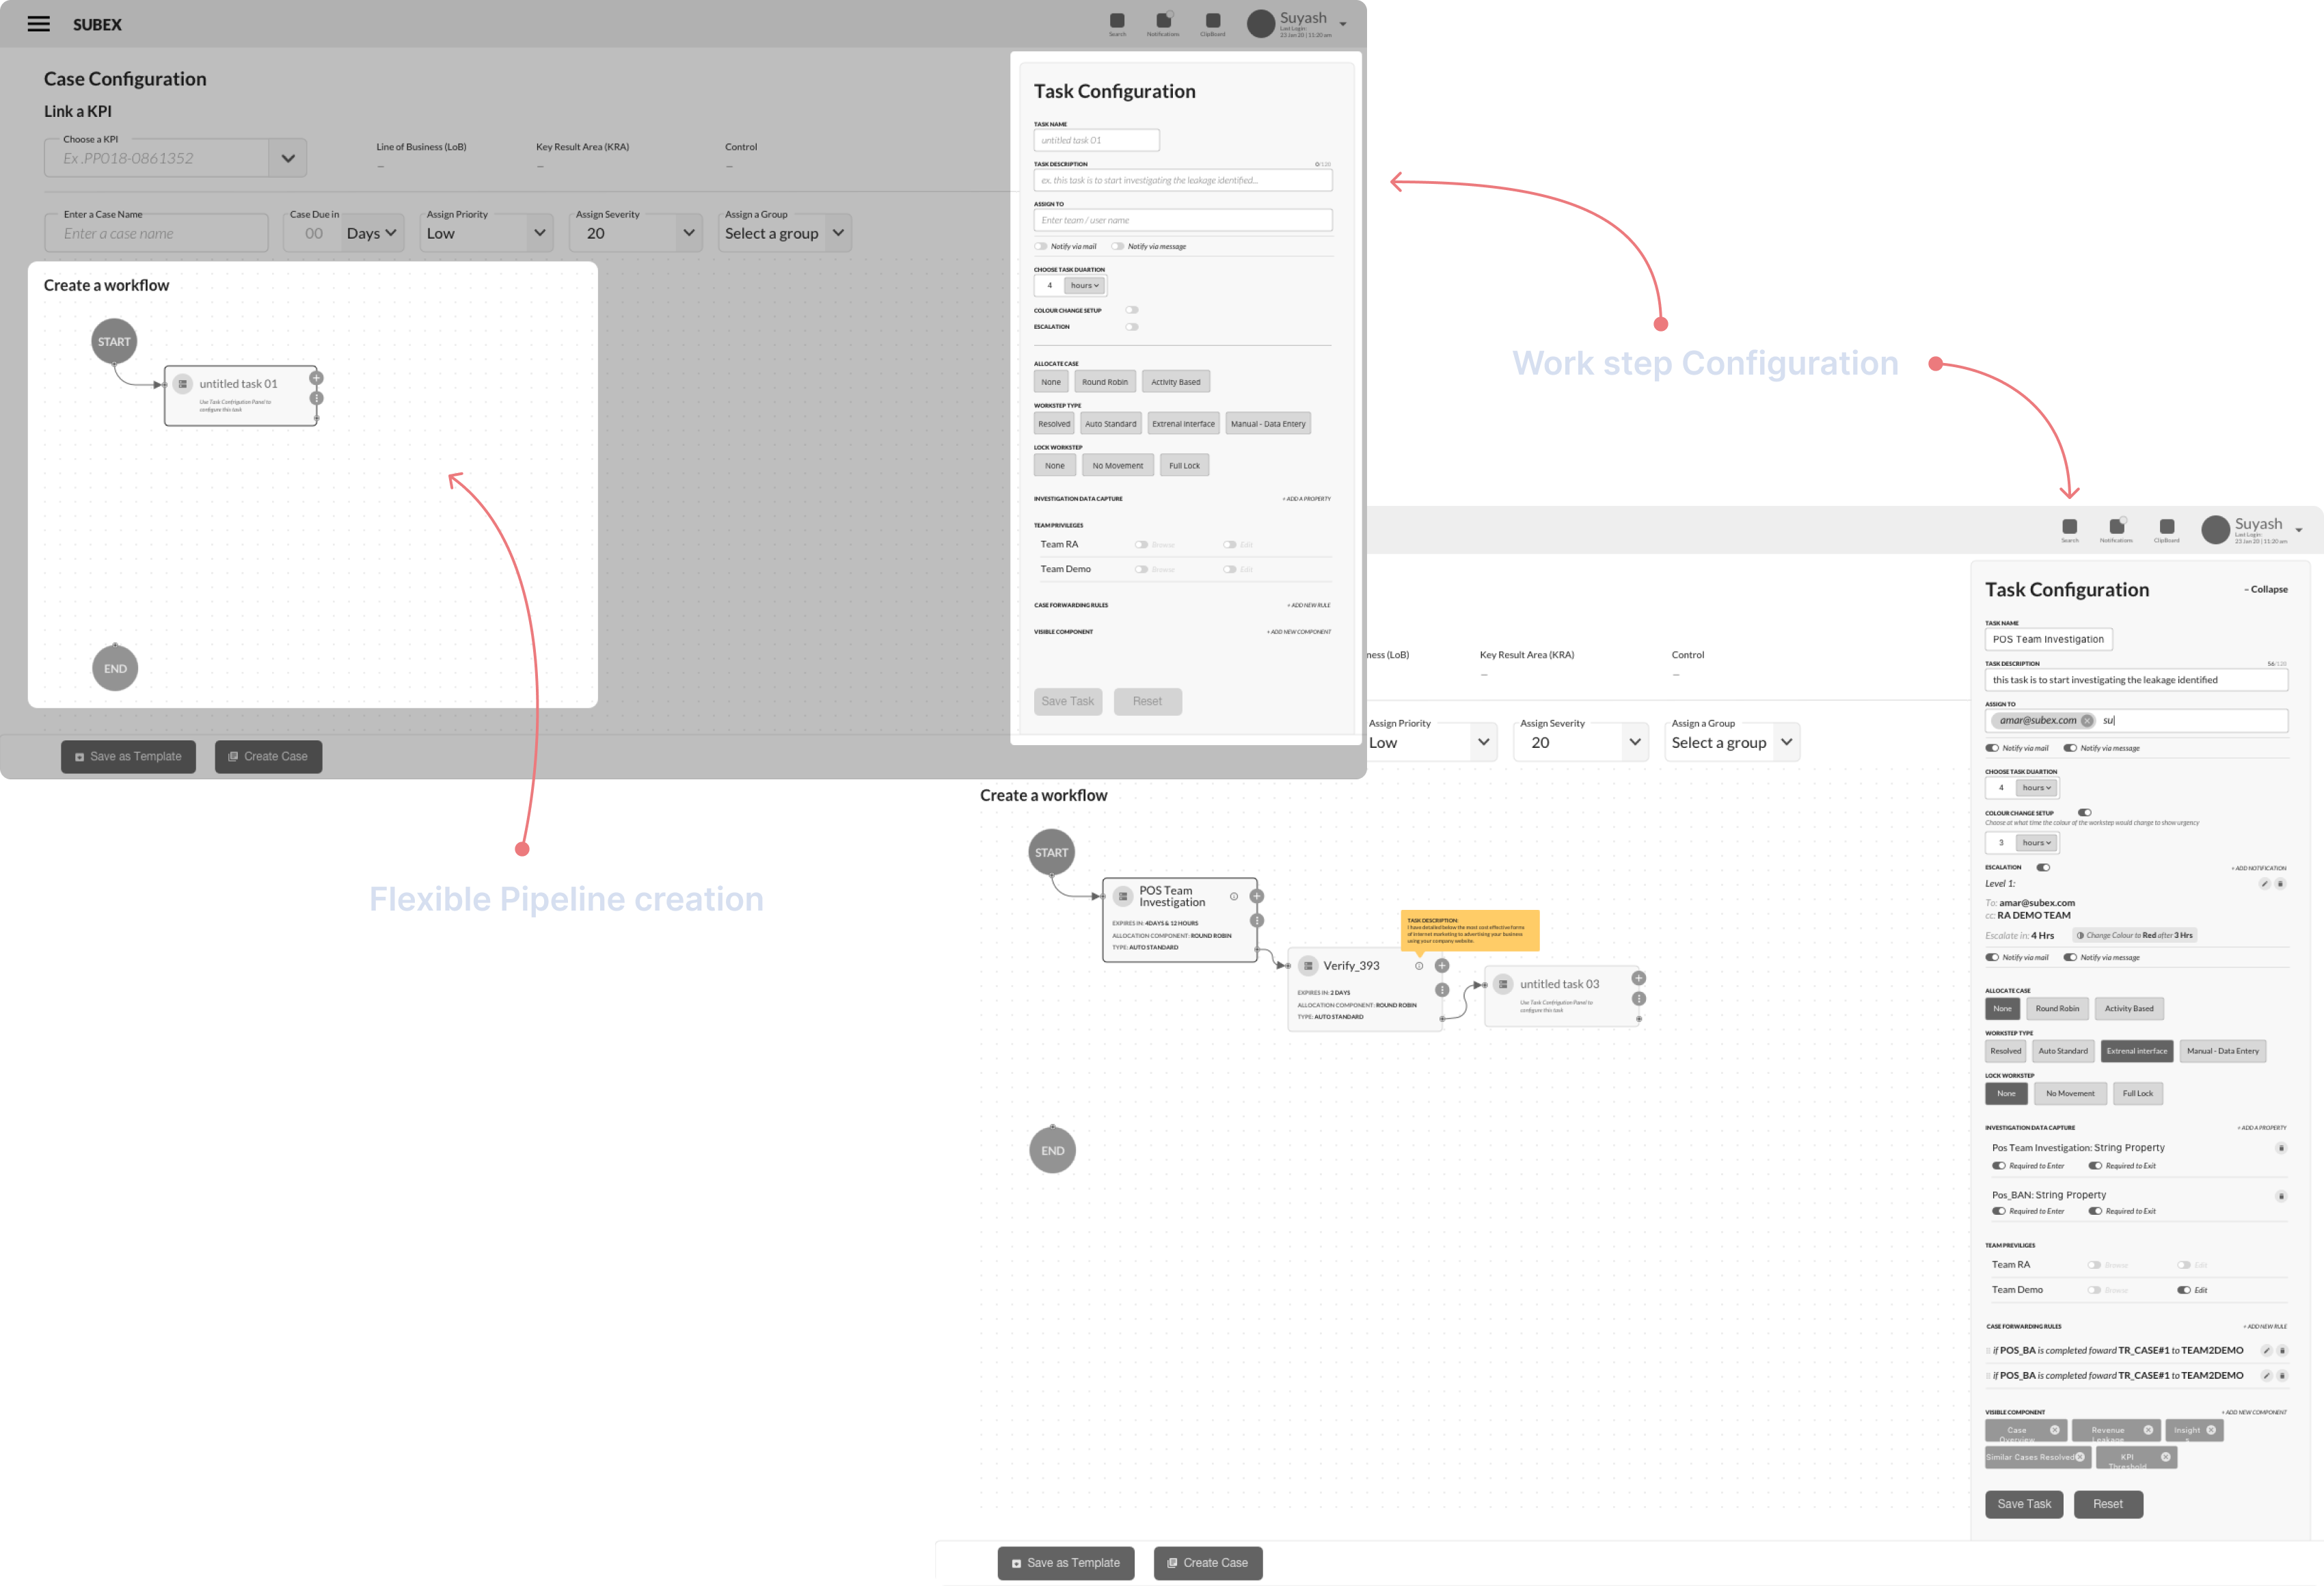 SUBEX
Search
Notifications
ClipBoard
Suyash
Last Login:
23 Jan 20 | 11:20 am
Case Configuration
Link a KPI
Choose a KPI
Ex .PP018-0861352
Line of Business (LoB)
–
Key Result Area (KRA)
–
Control
–
Enter a Case Name
Enter a case name
Case Due in
00 Days
Assign Priority
Low
Assign Severity
20
Assign a Group
Select a group
Create a workflow
START
untitled task 01
Use Task Confrigation Panel to
configure this task
END
Save as Template
Create Case
Task Configuration
TASK NAME
untitled task 01
TASK DESCRIPTION 0/120
ex. this task is to start investigating the leakage identified...
ASSIGN TO
Enter team / user name
Notify via mail Notify via message
CHOOSE TASK DUARTION
4 hours
COLOUR CHANGE SETUP
ESCALATION
ALLOCATE CASE
None Round Robin Activity Based
WORKSTEP TYPE
Resolved Auto Standard Extrenal interface Manual - Data Entery
LOCK WORKSTEP
None No Movement Full Lock
INVESTIGATION DATA CAPTURE + ADD A PROPERTY
TEAM PRIVILEGES
Team RA Browse Edit
Team Demo Browse Edit
CASE FORWARDING RULES + ADD NEW RULE
VISIBLE COMPONENT + ADD NEW COMPONENT
Save Task Reset
Work step Configuration
Flexible Pipeline creation
Search
Notifications
ClipBoard
Suyash
Last Login:
23 Jan 20 | 11:20 am
ness (LoB)
Key Result Area (KRA)
–
Control
–
Assign Priority
Low
Assign Severity
20
Assign a Group
Select a group
Create a workflow
START
POS Team
Investigation
EXPIRES IN: 4DAYS & 12 HOURS
ALLOCATION COMPONENT: ROUND ROBIN
TYPE: AUTO STANDARD
TASK DESCRIPTION:
I have detailed below the most cost effective forms
of internet marketing to advertising your business
using your company website.
Verify_393
EXPIRES IN: 2 DAYS
ALLOCATION COMPONENT: ROUND ROBIN
TYPE: AUTO STANDARD
untitled task 03
Use Task Confrigation Panel to
configure this task
END
Save as Template
Create Case
Task Configuration – Collapse
TASK NAME
POS Team Investigation
TASK DESCRIPTION 56/120
this task is to start investigating the leakage identified
ASSIGN TO
amar@subex.com su|
Notify via mail Notify via message
CHOOSE TASK DUARTION
4 hours
COLOUR CHANGE SETUP
Choose at what time the colour of the workstep would change to show urgency
3 hours
ESCALATION + ADD NOTIFICATION
Level 1:
To: amar@subex.com
cc: RA DEMO TEAM
Escalate in: 4 Hrs Change Colour to Red after 3 Hrs
Notify via mail Notify via message
ALLOCATE CASE
None Round Robin Activity Based
WORKSTEP TYPE
Resolved Auto Standard Extrenal interface Manual - Data Entery
LOCK WORKSTEP
None No Movement Full Lock
INVESTIGATION DATA CAPTURE + ADD A PROPERTY
Pos Team Investigation: String Property
Required to Enter Required to Exit
Pos_BAN: String Property
Required to Enter Required to Exit
TEAM PREVILIGES
Team RA Browse Edit
Team Demo Browse Edit
CASE FORWARDING RULES + ADD NEW RULE
if POS_BA is completed foward TR_CASE#1 to TEAM2DEMO
if POS_BA is completed foward TR_CASE#1 to TEAM2DEMO
VISIBLE COMPONENT + ADD NEW COMPONENT
Case Overview
Revenue Leakage
Insights
Similar Cases Resolved
KPI Threshold
Save Task Reset